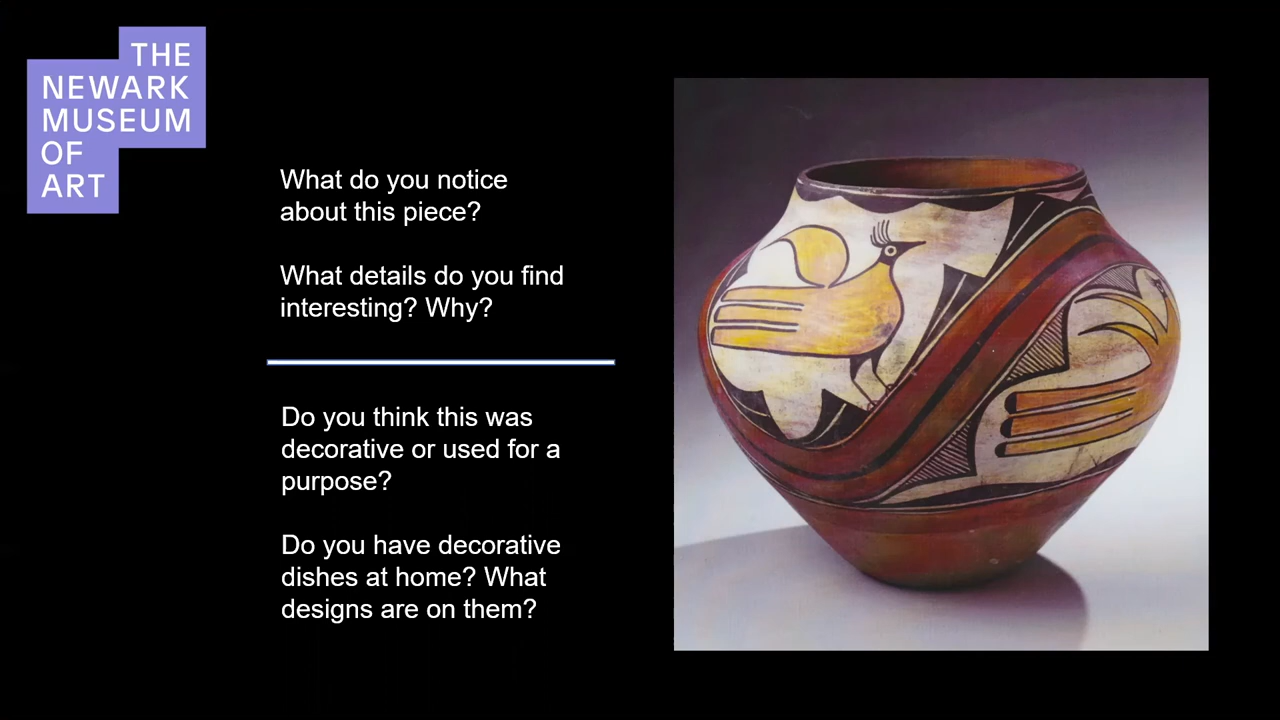 THE
NEWARK
MUSEUM
OF
ART
What do you notice
about this piece?
What details do you find
interesting? Why?
Do you think this was
decorative or used for a
purpose?
Do you have decorative
dishes at home? What
designs are on them?